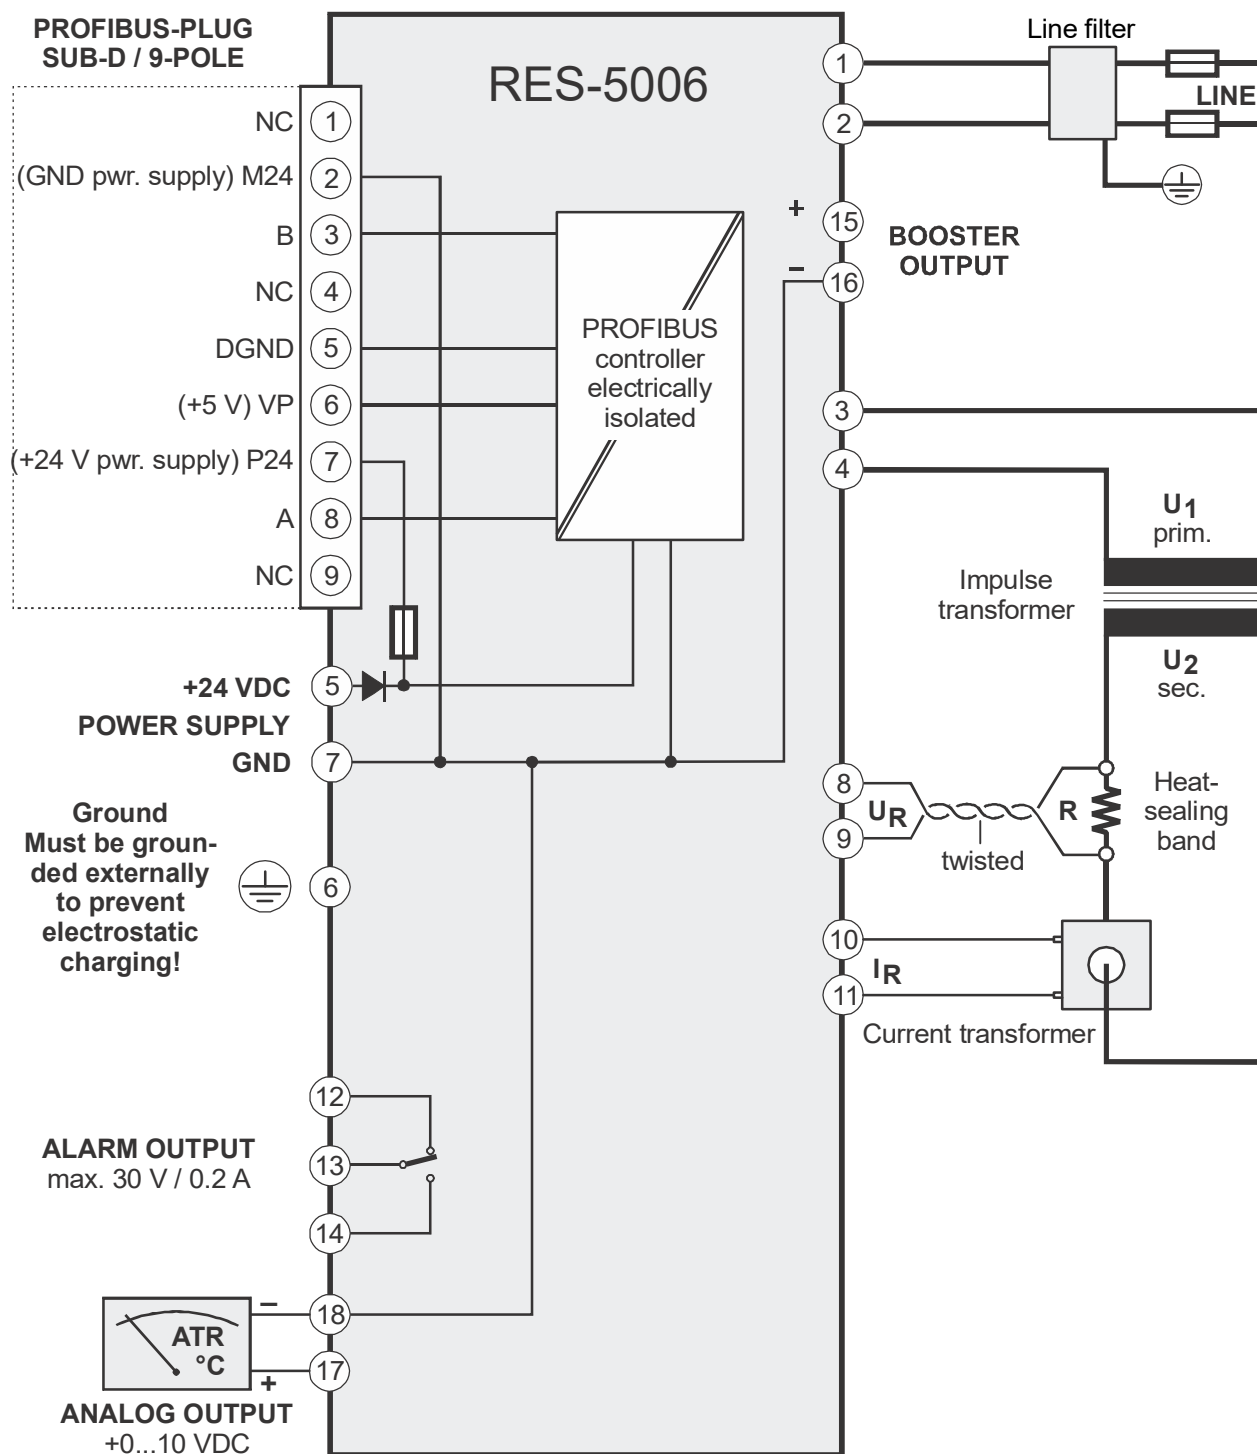 PROFIBUS-PLUG
SUB-D / 9-POLE
RES-5006
Line filter
LINE
1
2
NC 1
(GND pwr. supply) M24 2
B 3
NC 4
DGND 5
(+5 V) VP 6
(+24 V pwr. supply) P24 7
A 8
NC 9
PROFIBUS
controller
electrically
isolated
+ 15
– 16
BOOSTER
OUTPUT
3
4
U1
prim.
Impulse
transformer
U2
sec.
+24 VDC 5
POWER SUPPLY
GND 7
Ground
Must be groun-
ded externally
to prevent
electrostatic
charging!
6
8
9
UR
twisted
R
Heat-
sealing
band
10
11
IR
Current transformer
12
ALARM OUTPUT
max. 30 V / 0.2 A
13
14
ATR
°C
– 18
+ 17
ANALOG OUTPUT
+0...10 VDC